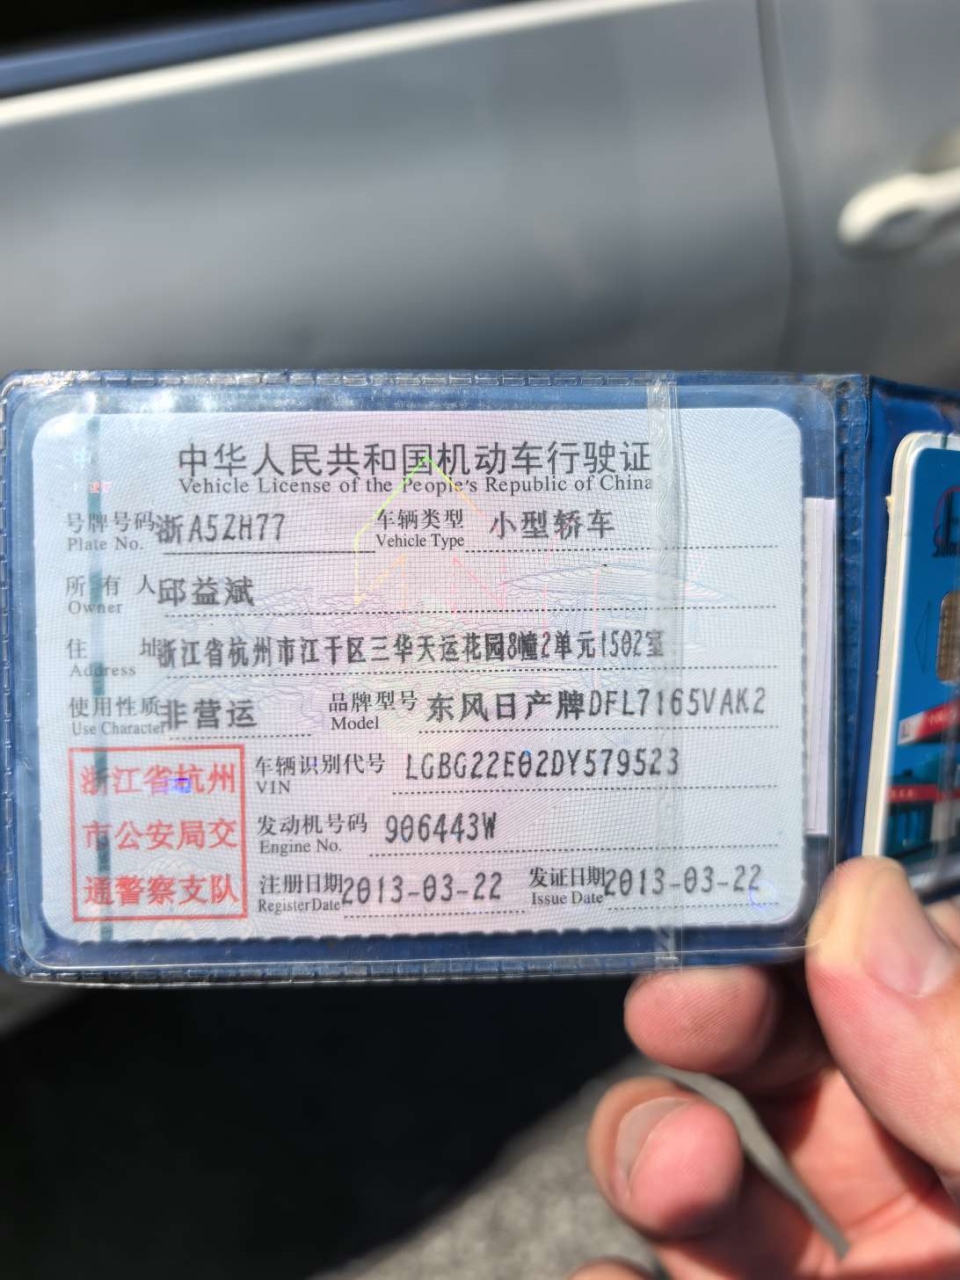 中华人民共和国机动车行驶证
Vehicle License of the People's Republic of China
号牌号码 浙A5ZH77 车辆类型 小型轿车
Plate No. Vehicle Type
所有人 邱益斌
Owner
住址 浙江省杭州市江干区三华天运花园8幢2单元1502室
Address
使用性质 非营运 品牌型号 东风日产牌DFL7165VAK2
Use Character Model
浙江省杭州
市公安局交
通警察支队
车辆识别代号 LGBG22E02DY579523
VIN
发动机号码 906443W
Engine No.
注册日期 2013-03-22 发证日期 2013-03-22
Register Date Issue Date